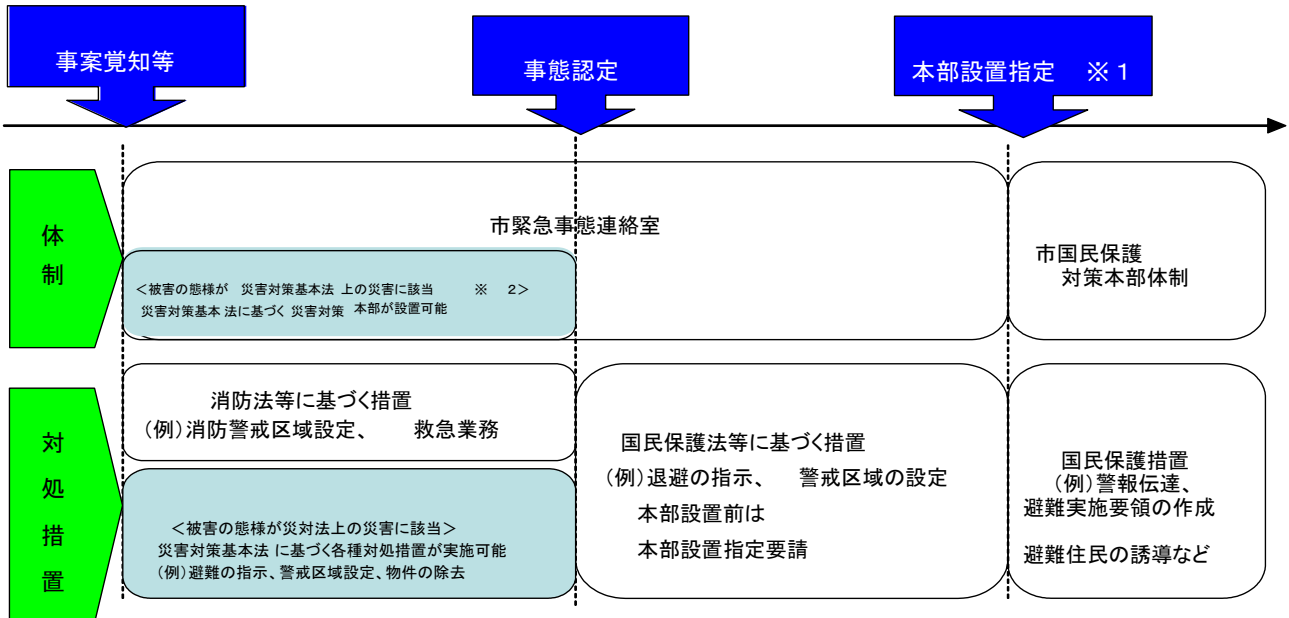 事案覚知等
事態認定
本部設置指定 ※1
体制
市緊急事態連絡室
<被害の態様が 災害対策基本法 上の災害に該当 ※ 2>
災害対策基本 法に基づく 災害対策 本部が設置可能
市国民保護
対策本部体制
対処措置
消防法等に基づく措置
(例)消防警戒区域設定、 救急業務
<被害の態様が災対法上の災害に該当>
災害対策基本法 に基づく各種対処措置が実施可能
(例)避難の指示、警戒区域設定、物件の除去
国民保護法等に基づく措置
(例)退避の指示、 警戒区域の設定
本部設置前は
本部設置指定要請
国民保護措置
(例)警報伝達、
避難実施要領の作成
避難住民の誘導など